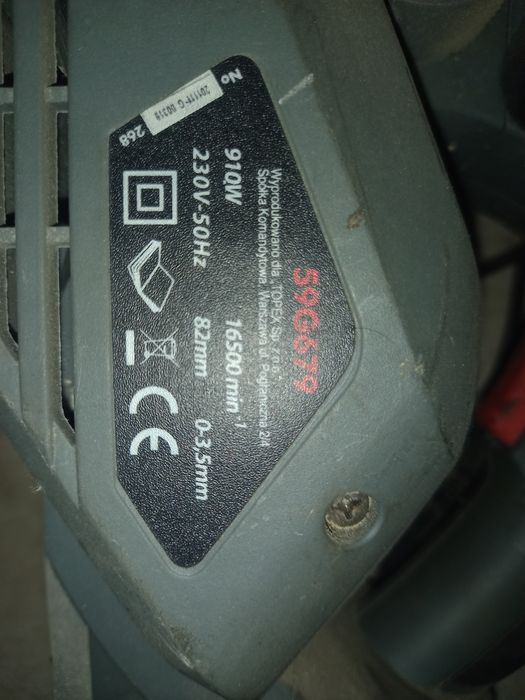 59G679
Wyprodukowano dla "TOPEX Sp. z o.o."
Spółka Komandytowa, Warszawa ul. Pograniczna 2/4
910W 16500 min-1
230V~50Hz 82mm 0-3,5mm
CE
No
268